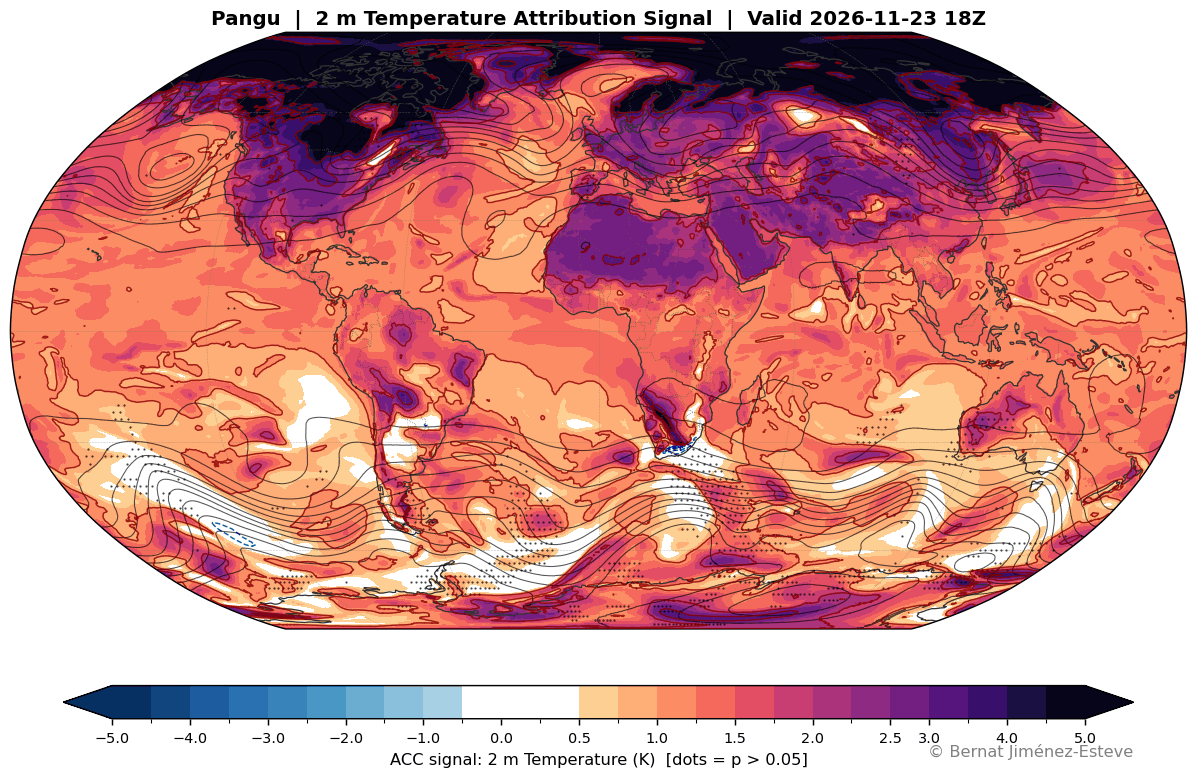 Pangu | 2 m Temperature Attribution Signal | Valid 2026-11-23 18Z
−5.0 −4.0 −3.0 −2.0 −1.0 0.0 0.5 1.0 1.5 2.0 2.5 3.0 4.0 5.0
ACC signal: 2 m Temperature (K) [dots = p > 0.05]
© Bernat Jiménez-Esteve